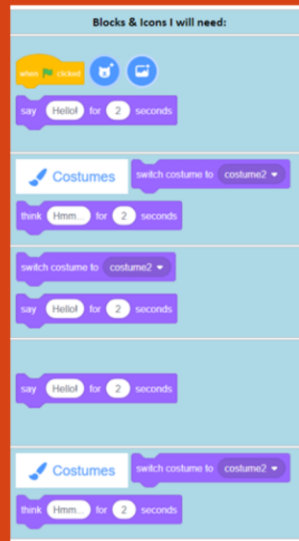 Blocks & Icons I will need:
when clicked
say Hello! for 2 seconds
Costumes switch costume to costume2
think Hmm... for 2 seconds
switch costume to costume2
say Hello! for 2 seconds
say Hello! for 2 seconds
Costumes switch costume to costume2
think Hmm... for 2 seconds